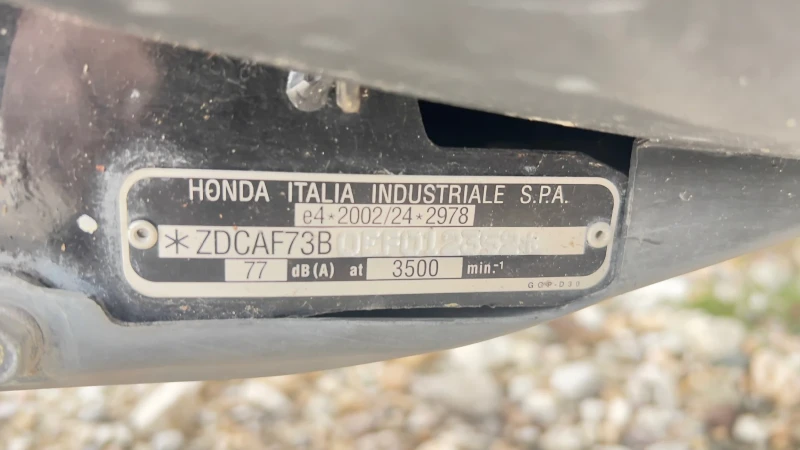 HONDA ITALIA INDUSTRIALE S.P.A.
e4*2002/24*2978
*ZDCAF73B
77 dB(A) at 3500 min.-1